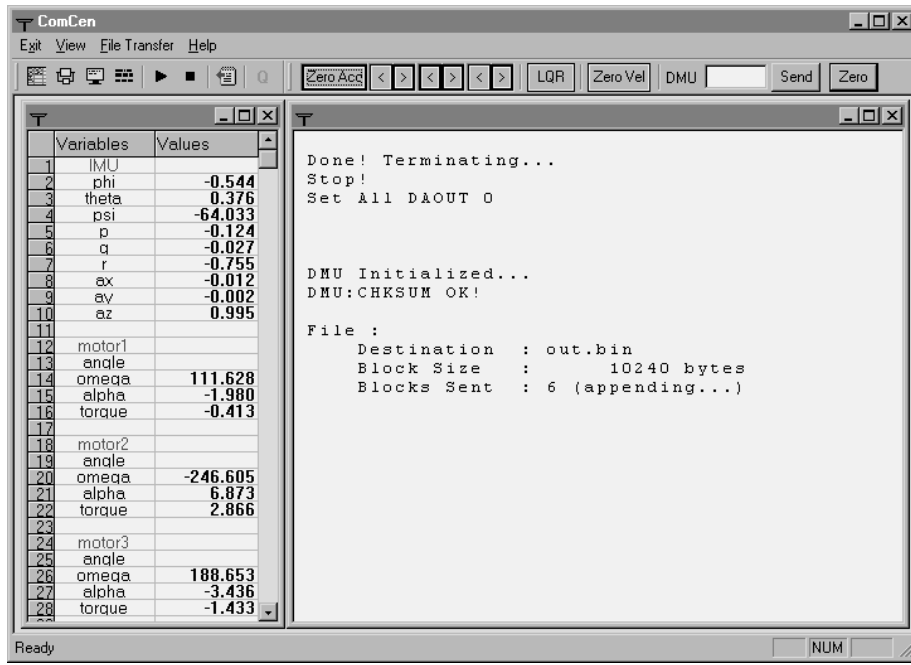 ComCen
Exit View File Transfer Help
Zero Acc < > < > < > LQR Zero Vel DMU Send Zero
Variables Values
1 IMU
2 phi -0.544
3 theta 0.376
4 psi -64.033
5 p -0.124
6 q -0.027
7 r -0.755
8 ax -0.012
9 ay -0.002
10 az 0.995
11
12 motor1
13 angle
14 omega 111.628
15 alpha -1.980
16 torque -0.413
17
18 motor2
19 angle
20 omega -246.605
21 alpha 6.873
22 torque 2.866
23
24 motor3
25 angle
26 omega 188.653
27 alpha -3.436
28 torque -1.433
Done! Terminating...
Stop!
Set All DAOUT 0
DMU Initialized...
DMU:CHKSUM OK!
File :
Destination : out.bin
Block Size : 10240 bytes
Blocks Sent : 6 (appending...)
Ready NUM